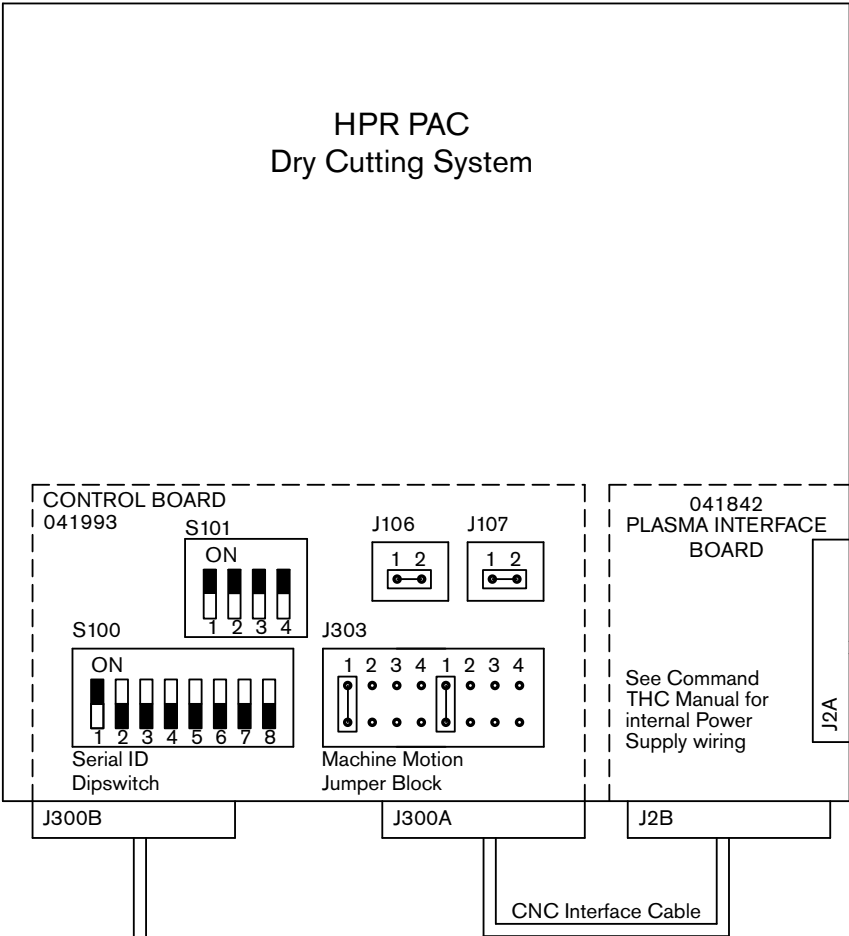 HPR PAC
Dry Cutting System
CONTROL BOARD
041993
S101
ON
1 2 3 4
J106
1 2
J107
1 2
S100
ON
1 2 3 4 5 6 7 8
Serial ID
Dipswitch
J303
1 2 3 4 1 2 3 4
Machine Motion
Jumper Block
041842
PLASMA INTERFACE
BOARD
See Command
THC Manual for
internal Power
Supply wiring
J2A
J300B
J300A
J2B
CNC Interface Cable